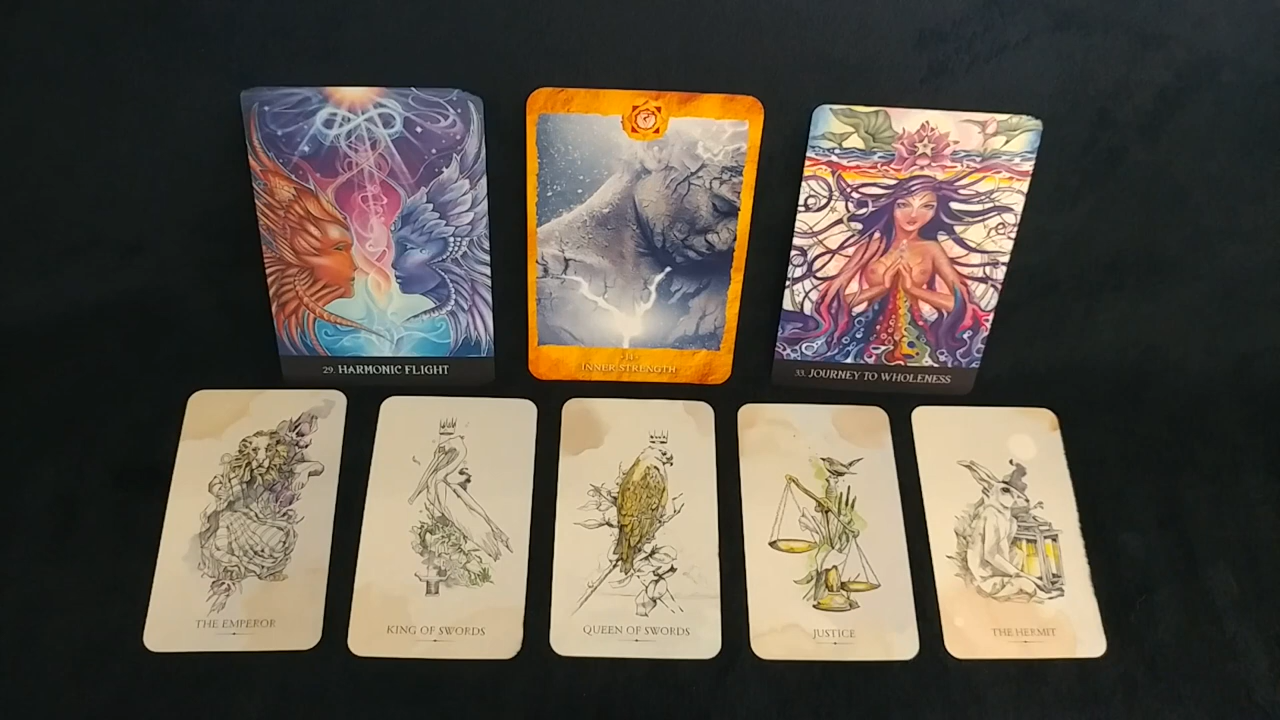 29. HARMONIC FLIGHT
·14·
INNER STRENGTH
33. JOURNEY TO WHOLENESS
THE EMPEROR
KING OF SWORDS
QUEEN OF SWORDS
JUSTICE
THE HERMIT